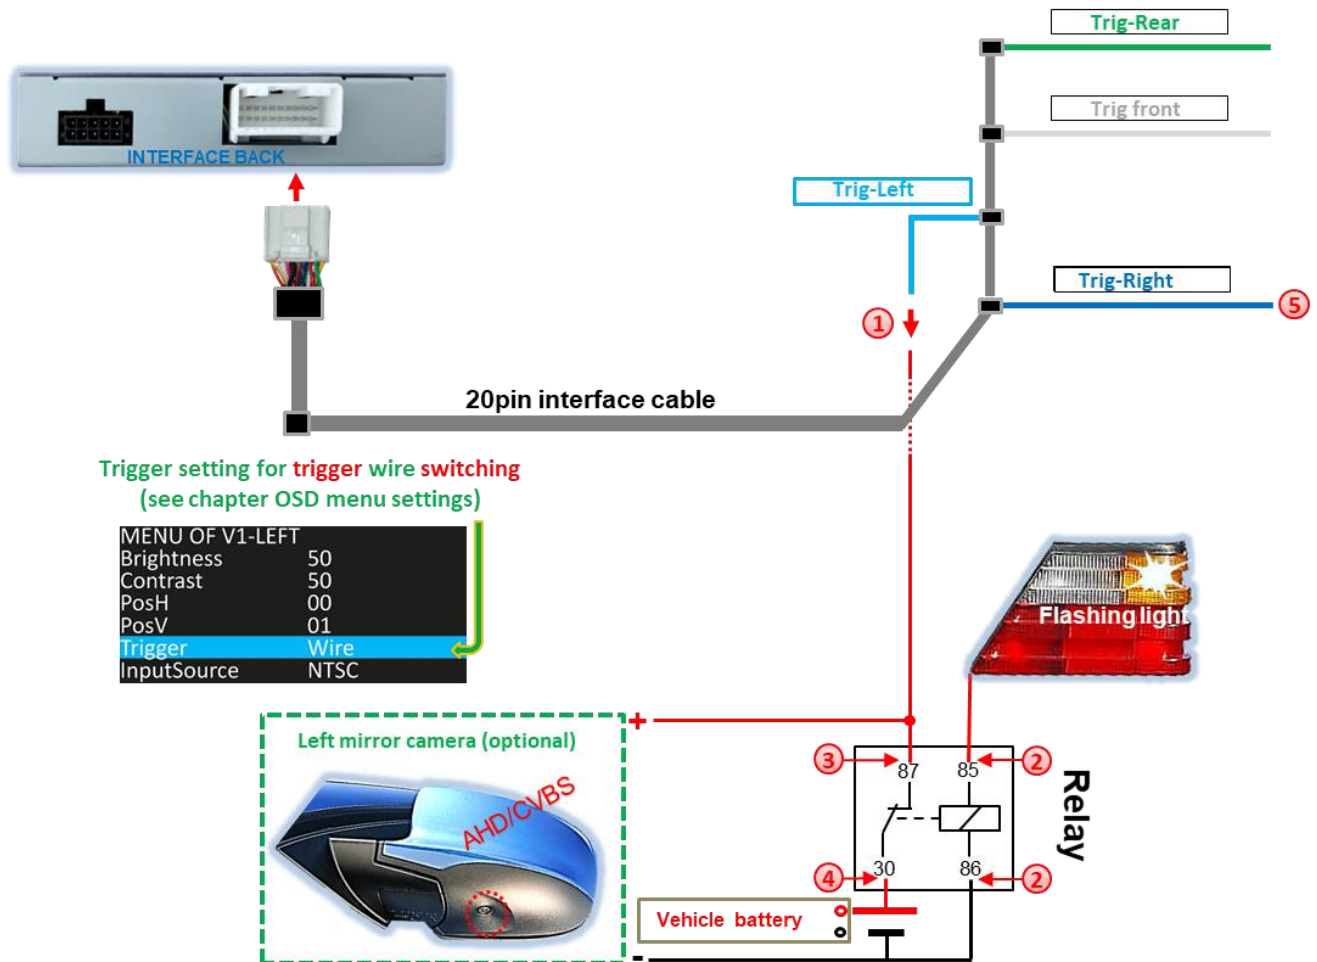 Trig-Rear
Trig front
INTERFACE BACK
Trig-Left
Trig-Right
5
1
20pin interface cable
Trigger setting for trigger wire switching
(see chapter OSD menu settings)
MENU OF V1-LEFT
Brightness 50
Contrast 50
PosH 00
PosV 01
Trigger Wire
InputSource NTSC
Flashing light
+
Left mirror camera (optional)
AHD/CVBS
3
87
85
2
Relay
4
30
86
2
Vehicle battery
-